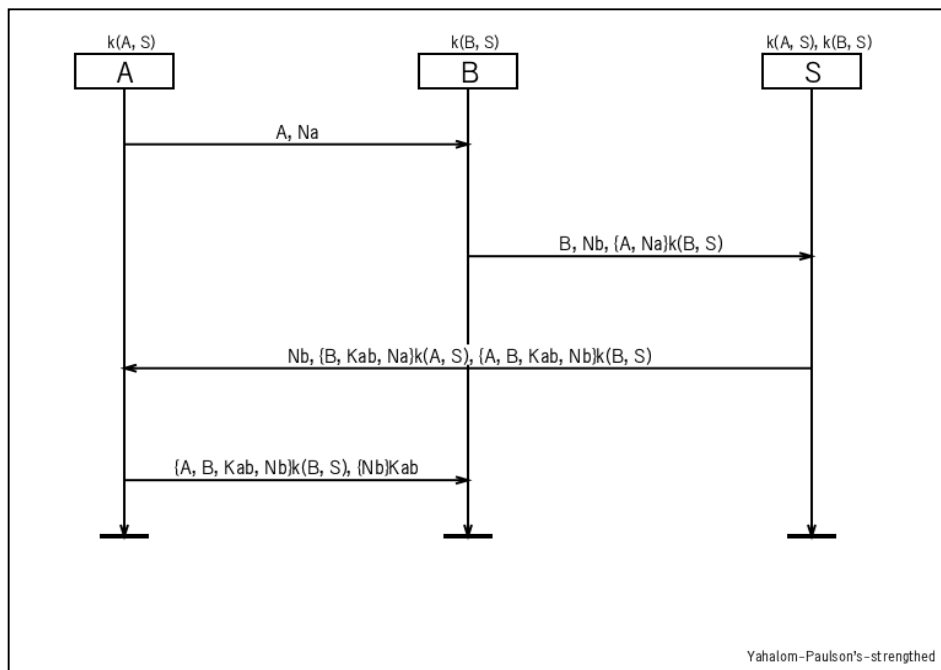 k(A, S)
k(B, S)
k(A, S), k(B, S)
A
B
S
A, Na
B, Nb, {A, Na}k(B, S)
Nb, {B, Kab, Na}k(A, S), {A, B, Kab, Nb}k(B, S)
{A, B, Kab, Nb}k(B, S), {Nb}Kab
Yahalom-Paulson's-strengthed